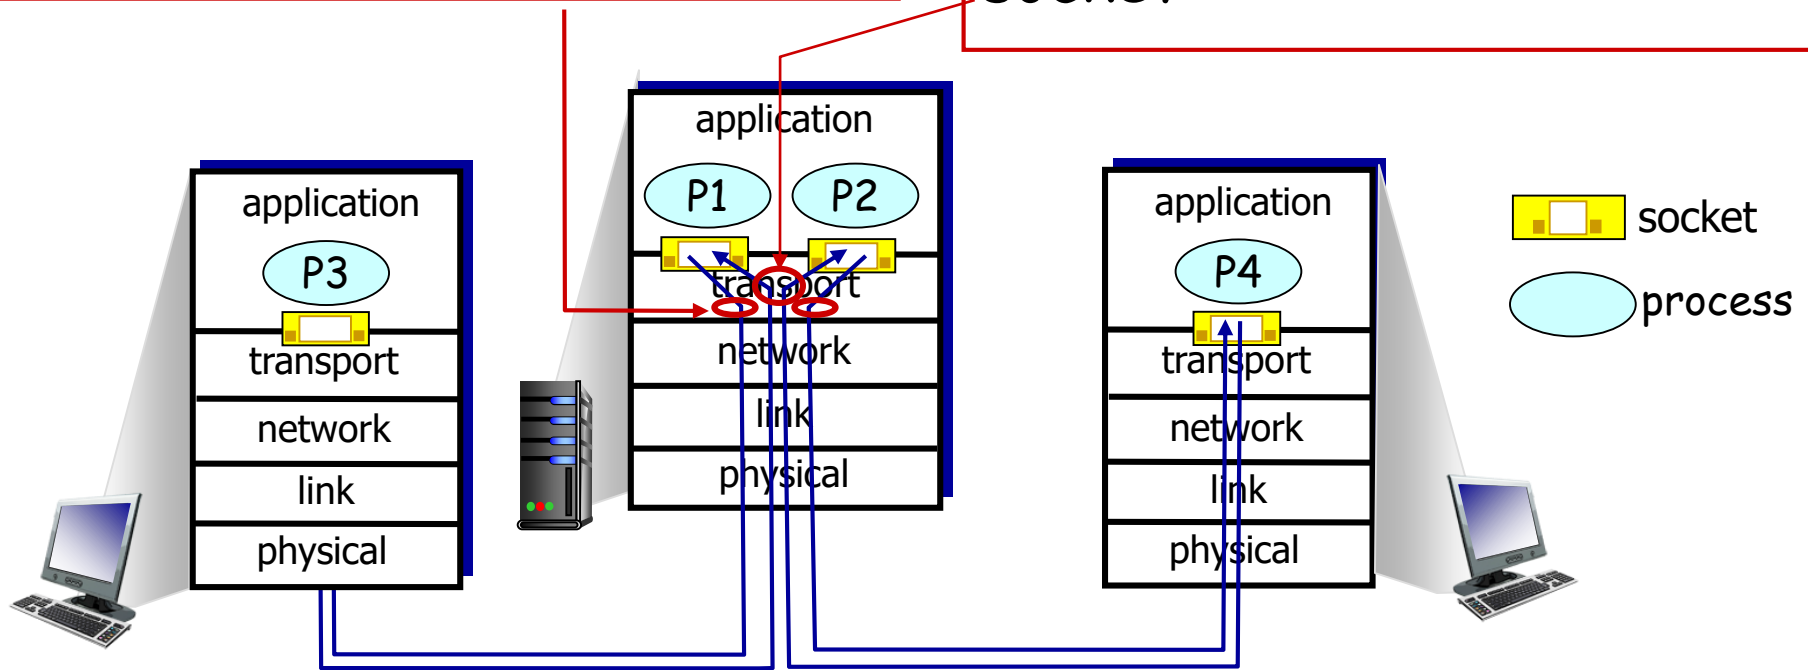 application
P1 P2
transport
network
link
physical
application
P3
transport
network
link
physical
application
P4
transport
network
link
physical
socket
process